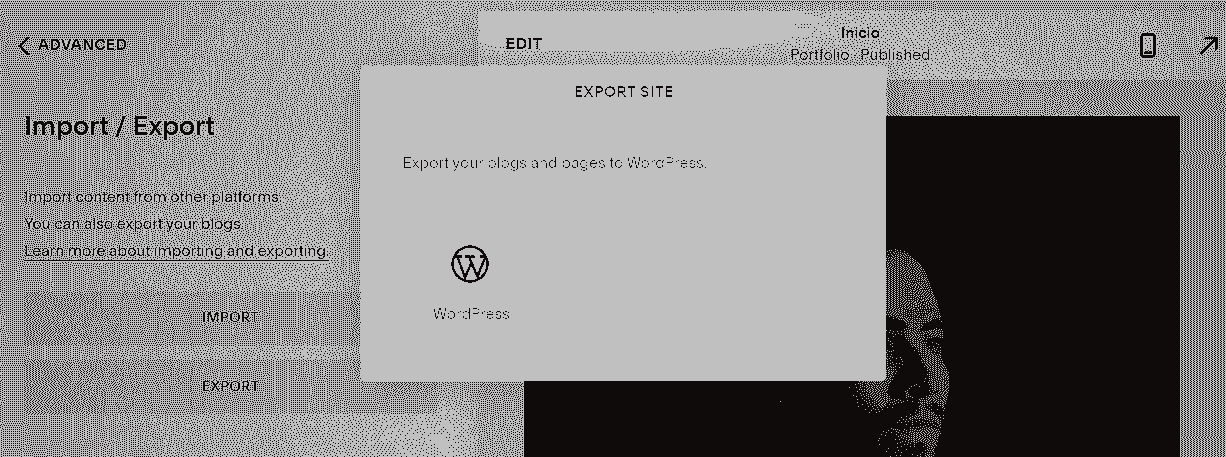 ADVANCED
EDIT
Inicio
Portfolio · Published
EXPORT SITE
Import / Export
Export your blogs and pages to WordPress.
Import content from other platforms.
You can also export your blogs.
Learn more about importing and exporting.
WordPress
IMPORT
EXPORT